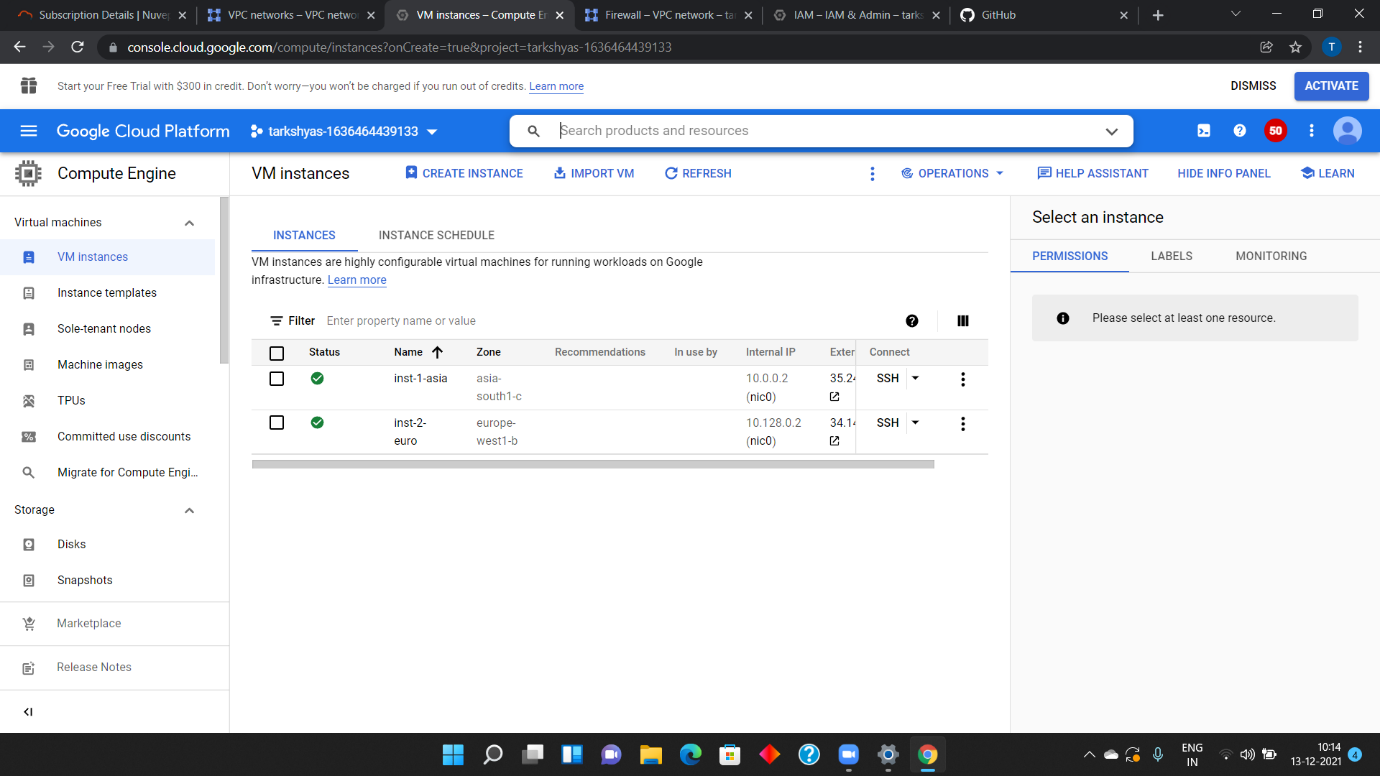 Subscription Details | Nuvep
VPC networks – VPC netwo
VM instances – Compute E
Firewall – VPC network – ta
IAM – IAM & Admin – tarks
GitHub
console.cloud.google.com/compute/instances?onCreate=true&project=tarkshyas-1636464439133
T
Start your Free Trial with $300 in credit. Don't worry—you won't be charged if you run out of credits. Learn more
DISMISS
ACTIVATE
Google Cloud Platform
tarkshyas-1636464439133
Search products and resources
50
Compute Engine
VM instances
CREATE INSTANCE
IMPORT VM
REFRESH
OPERATIONS
HELP ASSISTANT
HIDE INFO PANEL
LEARN
Virtual machines
VM instances
Instance templates
Sole-tenant nodes
Machine images
TPUs
Committed use discounts
Migrate for Compute Engi...
Storage
Disks
Snapshots
Marketplace
Release Notes
INSTANCES
INSTANCE SCHEDULE
VM instances are highly configurable virtual machines for running workloads on Google
infrastructure. Learn more
Filter
Enter property name or value
Status
Name
Zone
Recommendations
In use by
Internal IP
Exter
Connect
inst-1-asia
asia-
south1-c
10.0.0.2
(nic0)
35.24
SSH
inst-2-
euro
europe-
west1-b
10.128.0.2
(nic0)
34.14
SSH
Select an instance
PERMISSIONS
LABELS
MONITORING
Please select at least one resource.
ENG
IN
10:14
13-12-2021
4